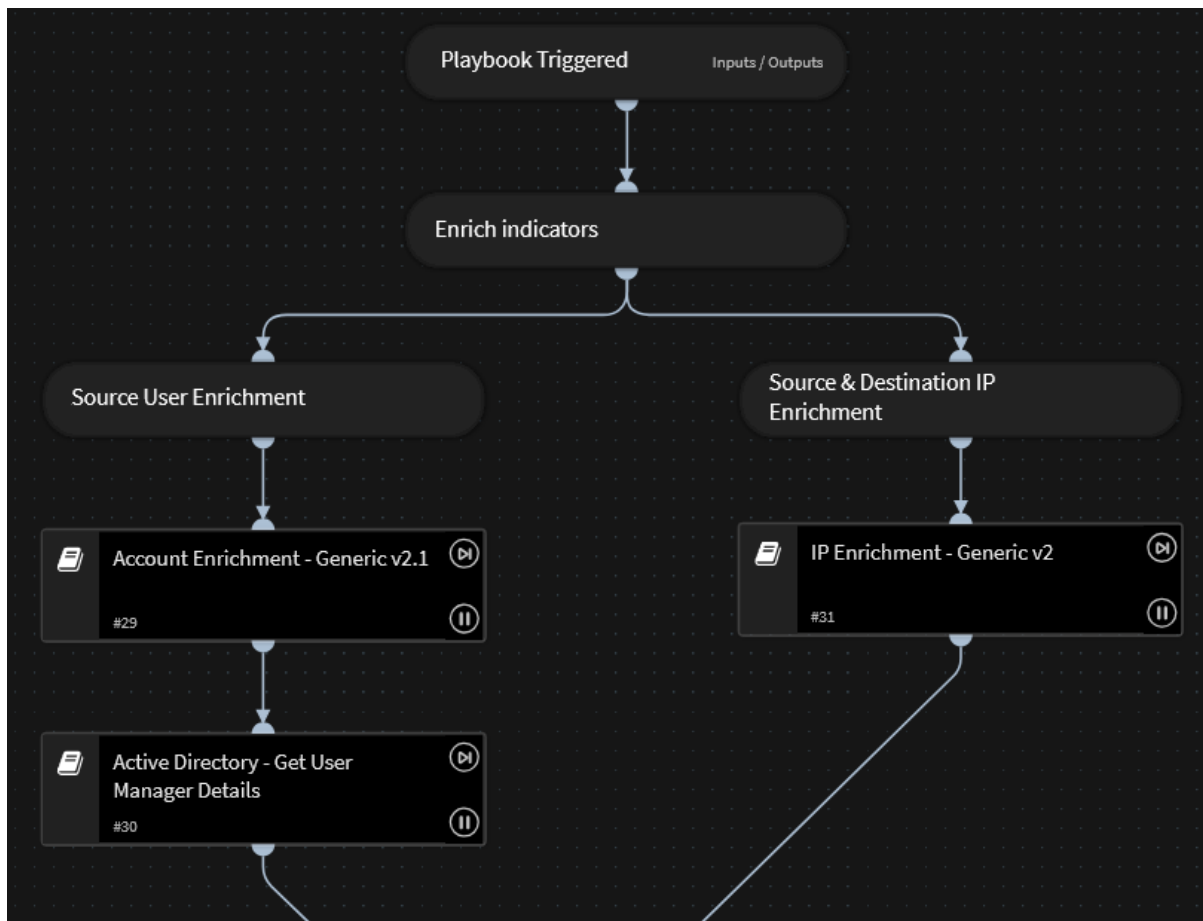 Playbook Triggered
Inputs / Outputs
Enrich indicators
Source User Enrichment
Source & Destination IP
Enrichment
Account Enrichment - Generic v2.1
#29
IP Enrichment - Generic v2
#31
Active Directory - Get User
Manager Details
#30